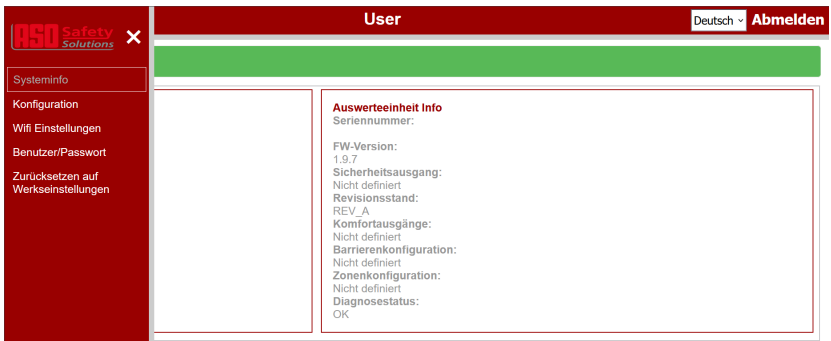 ASO Safety
Solutions
×
User
Deutsch
Abmelden
Systeminfo
Konfiguration
Wifi Einstellungen
Benutzer/Passwort
Zurücksetzen auf
Werkseinstellungen
Auswerteeinheit Info
Seriennummer:
FW-Version:
1.9.7
Sicherheitsausgang:
Nicht definiert
Revisionsstand:
REV_A
Komfortausgänge:
Nicht definiert
Barrierenkonfiguration:
Nicht definiert
Zonenkonfiguration:
Nicht definiert
Diagnosestatus:
OK